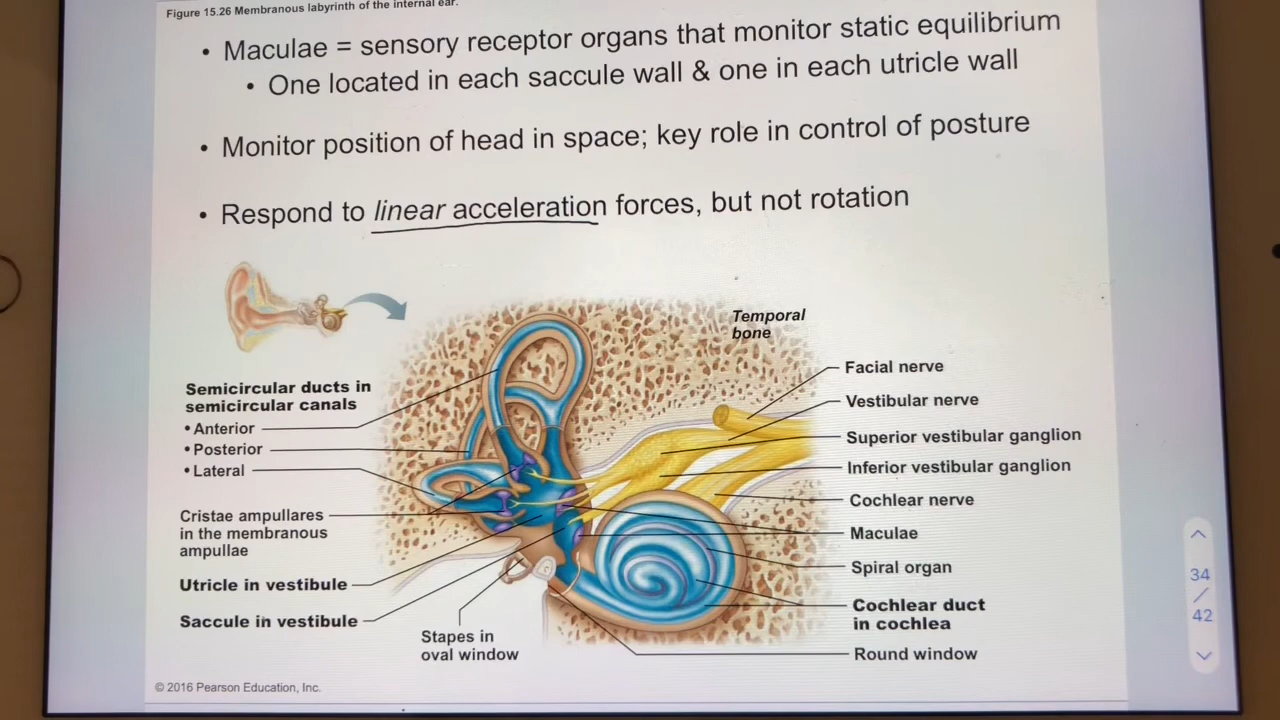 Figure 15.26 Membranous labyrinth of the internal ear.
• Maculae = sensory receptor organs that monitor static equilibrium
• One located in each saccule wall & one in each utricle wall
• Monitor position of head in space; key role in control of posture
• Respond to linear acceleration forces, but not rotation
Temporal
bone
Semicircular ducts in
semicircular canals
• Anterior
• Posterior
• Lateral
Cristae ampullares
in the membranous
ampullae
Utricle in vestibule
Saccule in vestibule
Stapes in
oval window
Facial nerve
Vestibular nerve
Superior vestibular ganglion
Inferior vestibular ganglion
Cochlear nerve
Maculae
Spiral organ
Cochlear duct
in cochlea
Round window
34
/
42
© 2016 Pearson Education, Inc.